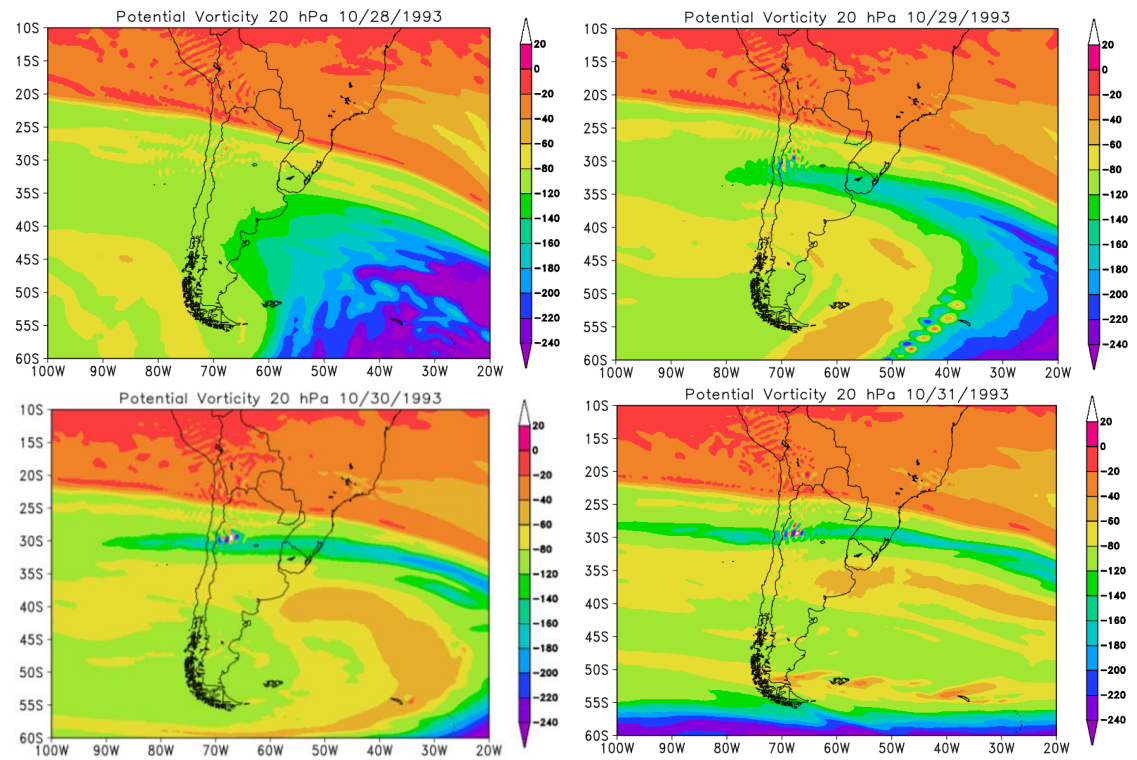 Potential Vorticity 20 hPa 10/28/1993
10S
15S
20S
25S
30S
35S
40S
45S
50S
55S
60S
100W 90W 80W 70W 60W 50W 40W 30W 20W
20
0
-20
-40
-60
-80
-120
-140
-160
-180
-200
-220
-240
Potential Vorticity 20 hPa 10/29/1993
10S
15S
20S
25S
30S
35S
40S
45S
50S
55S
60S
100W 90W 80W 70W 60W 50W 40W 30W 20W
20
0
-20
-40
-60
-80
-120
-140
-160
-180
-200
-220
-240
Potential Vorticity 20 hPa 10/30/1993
10S
15S
20S
25S
30S
35S
40S
45S
50S
55S
60S
100W 90W 80W 70W 60W 50W 40W 30W 20W
20
0
-20
-40
-60
-80
-120
-140
-160
-180
-200
-220
-240
Potential Vorticity 20 hPa 10/31/1993
10S
15S
20S
25S
30S
35S
40S
45S
50S
55S
60S
100W 90W 80W 70W 60W 50W 40W 30W 20W
20
0
-20
-40
-60
-80
-120
-140
-160
-180
-200
-220
-240